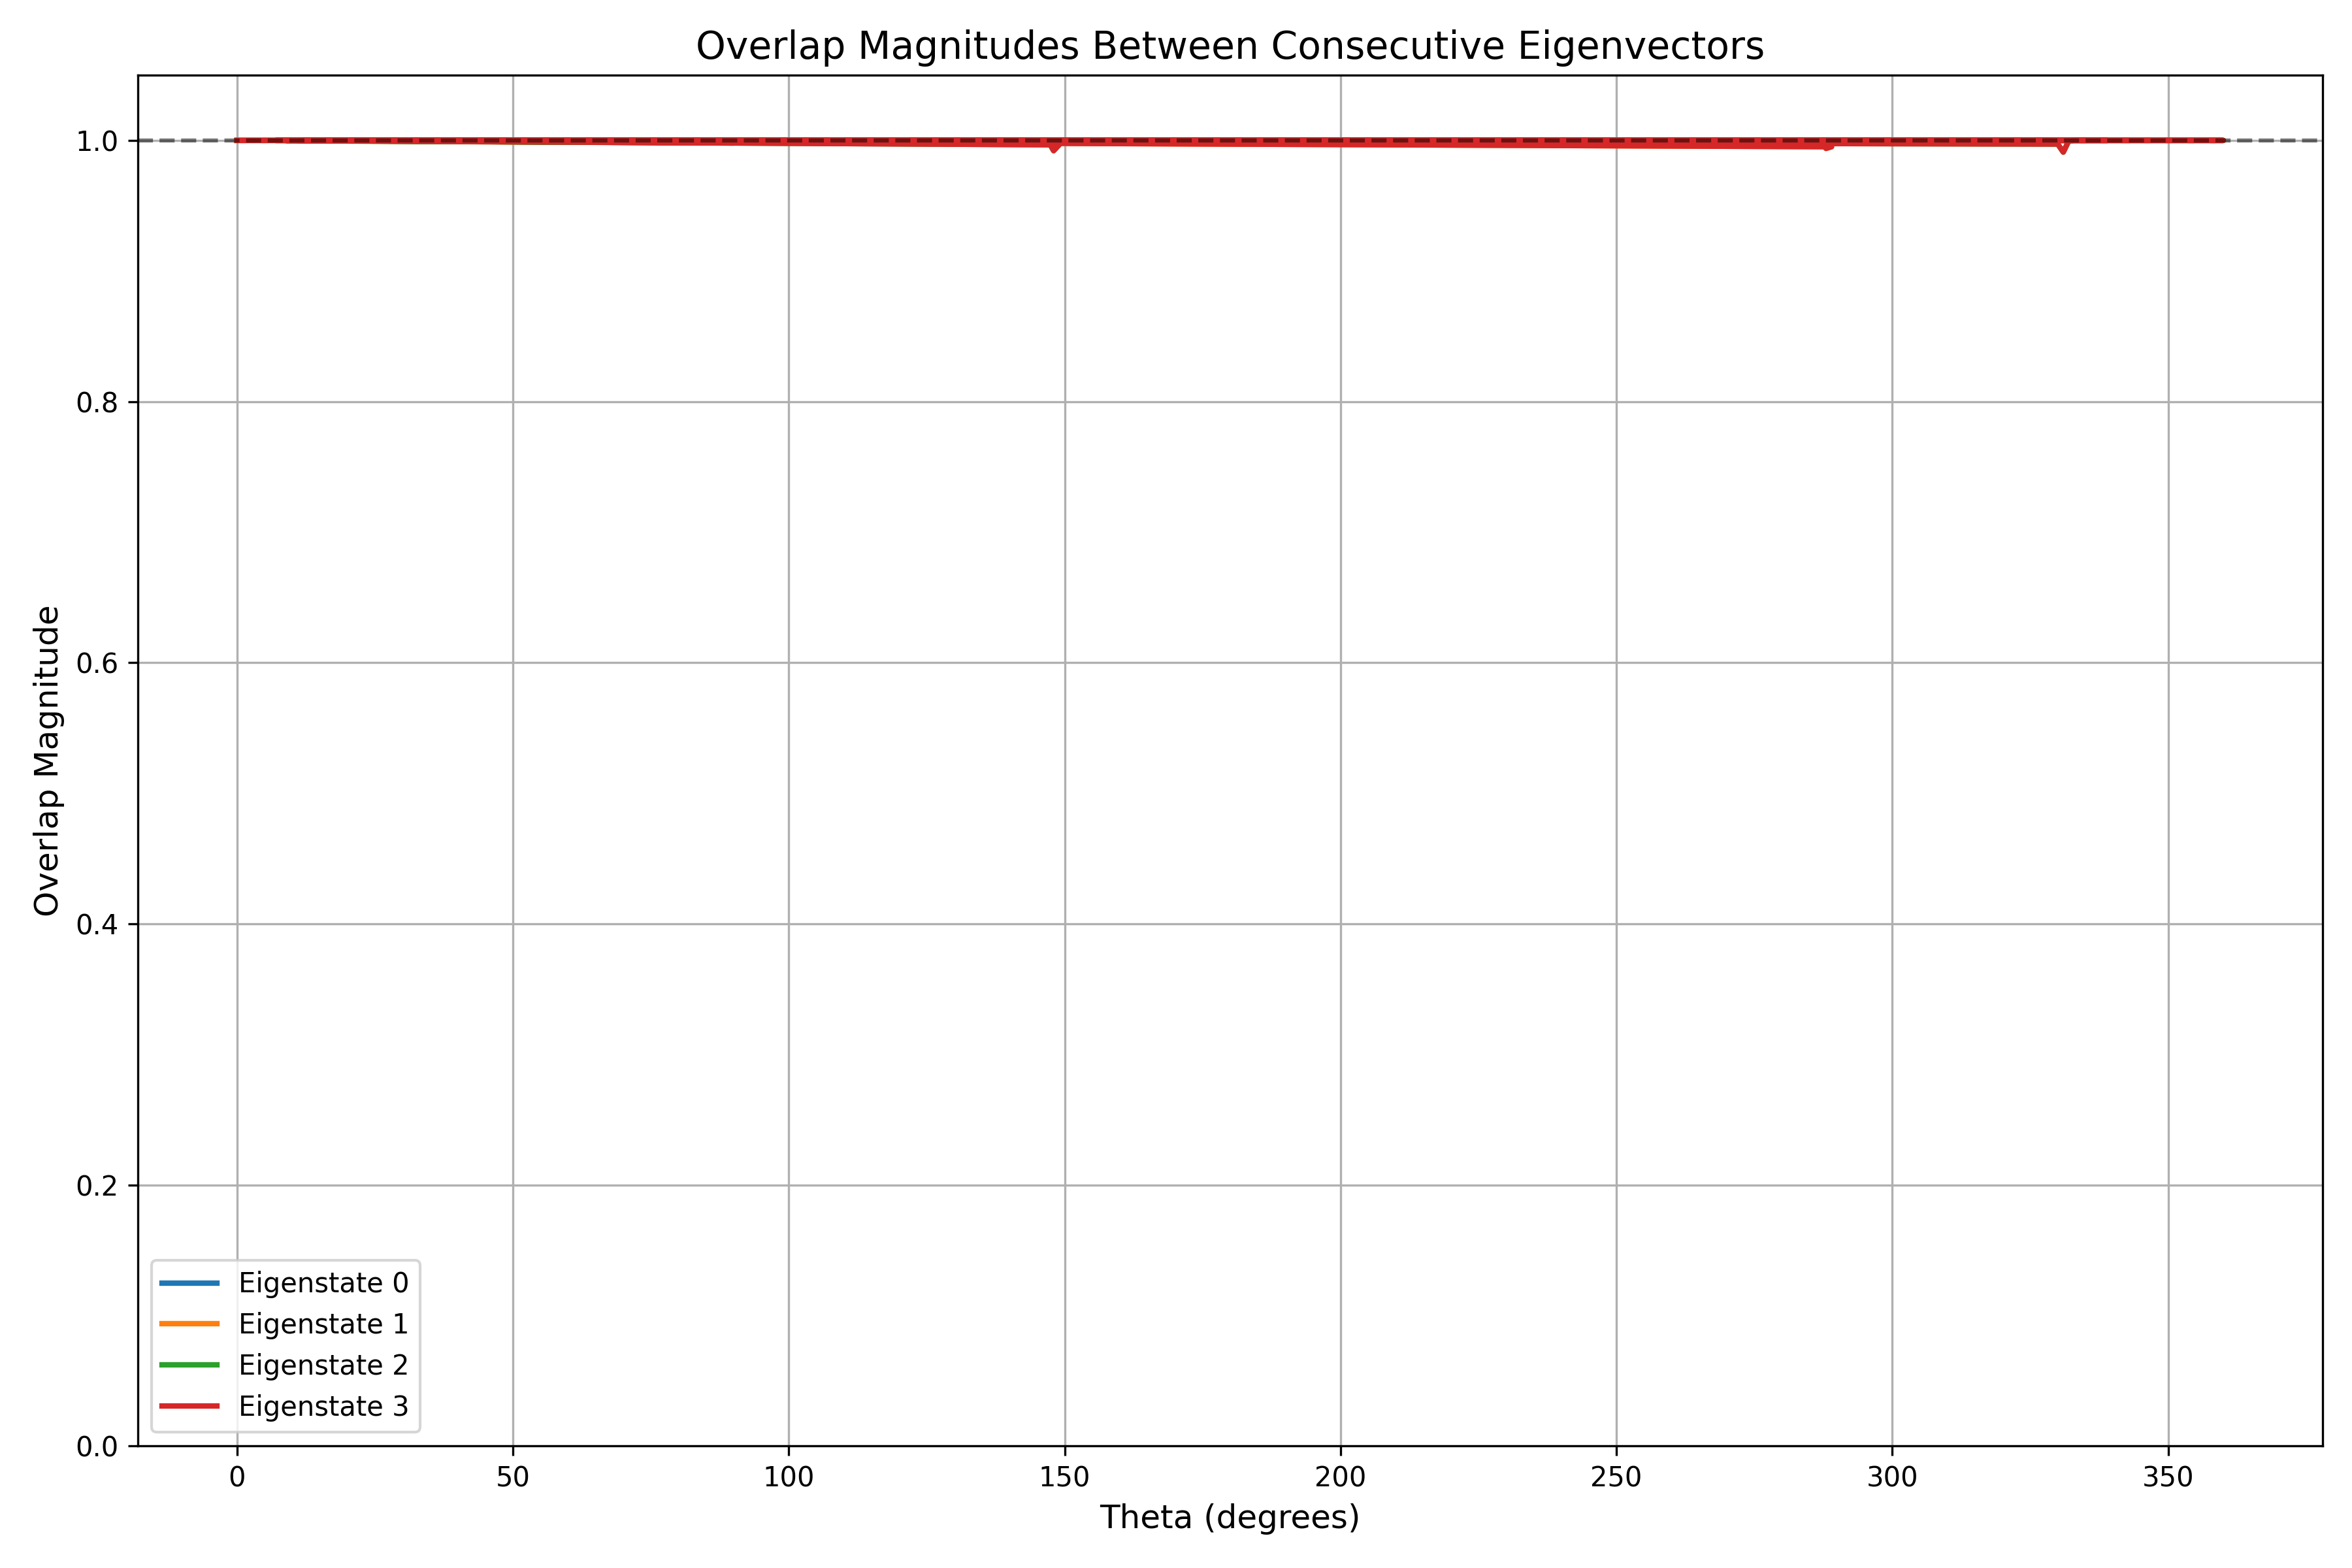 Overlap Magnitudes Between Consecutive Eigenvectors
1.0
0.8
0.6
0.4
0.2
0.0
Overlap Magnitude
Eigenstate 0
Eigenstate 1
Eigenstate 2
Eigenstate 3
0 50 100 150 200 250 300 350
Theta (degrees)